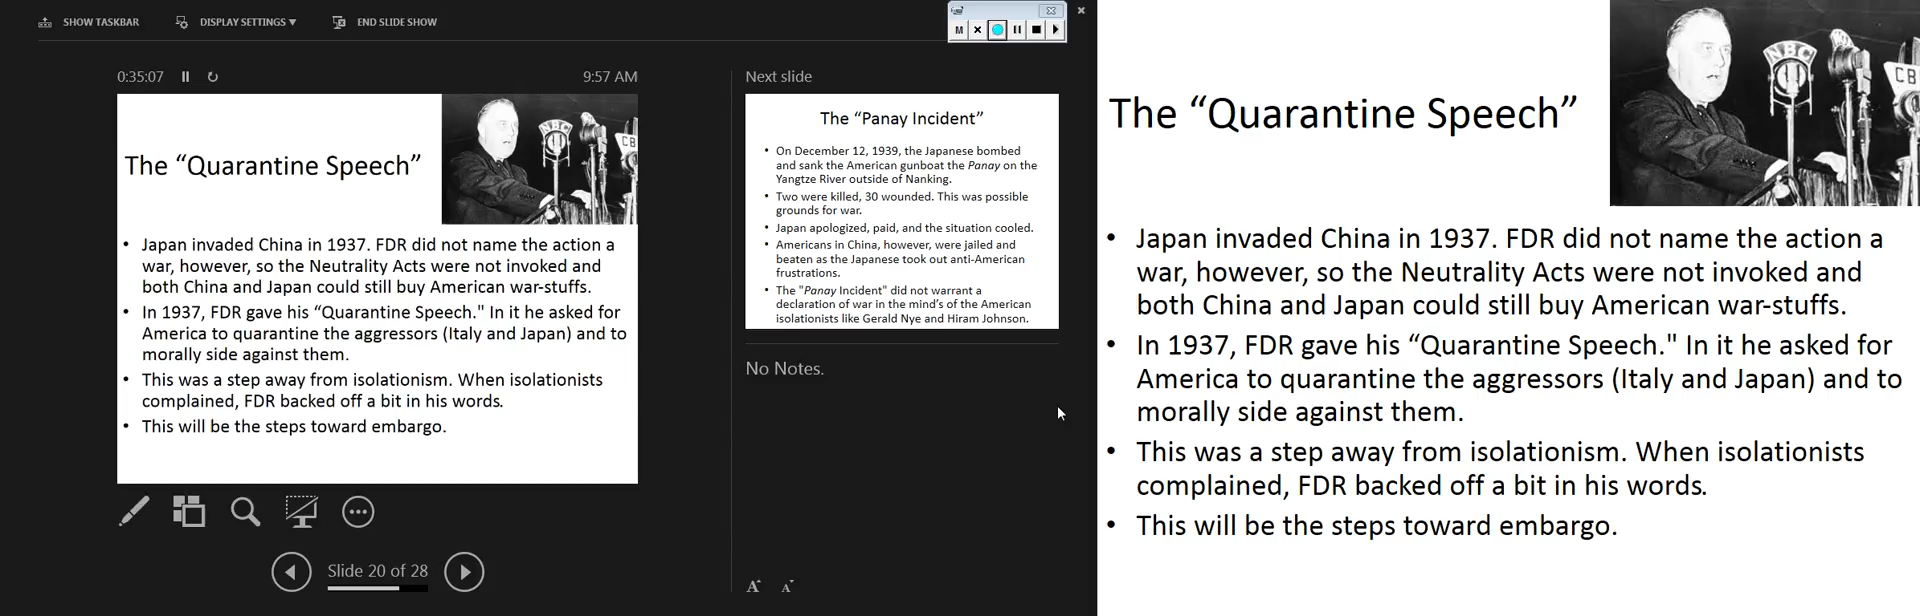 SHOW TASKBAR
DISPLAY SETTINGS ▼
END SLIDE SHOW
M
0:35:07
9:57 AM
The “Quarantine Speech”
NBC
CB
• Japan invaded China in 1937. FDR did not name the action a
war, however, so the Neutrality Acts were not invoked and
both China and Japan could still buy American war-stuffs.
• In 1937, FDR gave his “Quarantine Speech." In it he asked for
America to quarantine the aggressors (Italy and Japan) and to
morally side against them.
• This was a step away from isolationism. When isolationists
complained, FDR backed off a bit in his words.
• This will be the steps toward embargo.
Slide 20 of 28
Next slide
The “Panay Incident”
• On December 12, 1939, the Japanese bombed
and sank the American gunboat the Panay on the
Yangtze River outside of Nanking.
• Two were killed, 30 wounded. This was possible
grounds for war.
• Japan apologized, paid, and the situation cooled.
• Americans in China, however, were jailed and
beaten as the Japanese took out anti-American
frustrations.
• The "Panay Incident" did not warrant a
declaration of war in the mind’s of the American
isolationists like Gerald Nye and Hiram Johnson.
No Notes.
A A
The “Quarantine Speech”
NBC
CB
• Japan invaded China in 1937. FDR did not name the action a
war, however, so the Neutrality Acts were not invoked and
both China and Japan could still buy American war-stuffs.
• In 1937, FDR gave his “Quarantine Speech." In it he asked for
America to quarantine the aggressors (Italy and Japan) and to
morally side against them.
• This was a step away from isolationism. When isolationists
complained, FDR backed off a bit in his words.
• This will be the steps toward embargo.